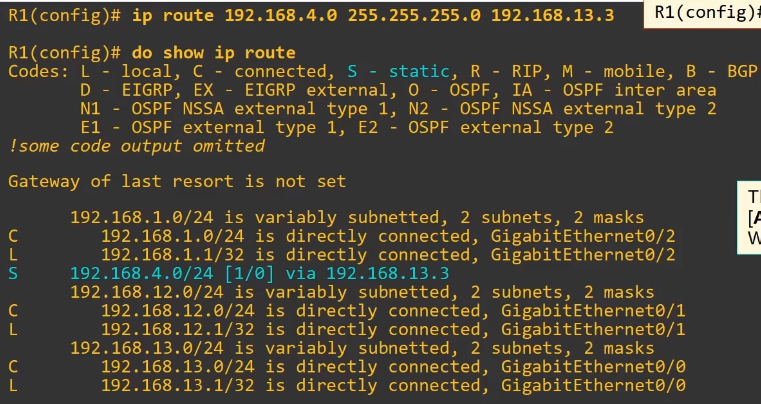 R1(config)# ip route 192.168.4.0 255.255.255.0 192.168.13.3
R1(config)#
R1(config)# do show ip route
Codes: L - local, C - connected, S - static, R - RIP, M - mobile, B - BGP
D - EIGRP, EX - EIGRP external, O - OSPF, IA - OSPF inter area
N1 - OSPF NSSA external type 1, N2 - OSPF NSSA external type 2
E1 - OSPF external type 1, E2 - OSPF external type 2
!some code output omitted
Gateway of last resort is not set
192.168.1.0/24 is variably subnetted, 2 subnets, 2 masks
C 192.168.1.0/24 is directly connected, GigabitEthernet0/2
L 192.168.1.1/32 is directly connected, GigabitEthernet0/2
S 192.168.4.0/24 [1/0] via 192.168.13.3
192.168.12.0/24 is variably subnetted, 2 subnets, 2 masks
C 192.168.12.0/24 is directly connected, GigabitEthernet0/1
L 192.168.12.1/32 is directly connected, GigabitEthernet0/1
192.168.13.0/24 is variably subnetted, 2 subnets, 2 masks
C 192.168.13.0/24 is directly connected, GigabitEthernet0/0
L 192.168.13.1/32 is directly connected, GigabitEthernet0/0